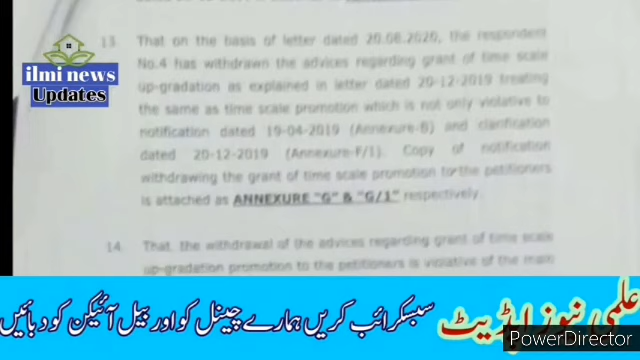 13. That on the basis of letter dated 20.08.2020, the respondent
No.4 has withdrawn the advices regarding grant of time scale
up-gradation as explained in letter dated 20-12-2019 treating
the same as time scale promotion which is not only violative to
notification dated 19-04-2019 (Annexure-B) and clarification
dated 20-12-2019 (Annexure-F/1). Copy of notification
withdrawing the grant of time scale promotion to the petitioners
is attached as ANNEXURE "G" & "G/1" respectively.
14. That, the withdrawal of the advices regarding grant of time scale
up-gradation promotion to the petitioners is violative of the main
ilmi news
Updates
علمی نیوز اپڈیٹ سبسکرائب کریں ہمارے چینل کو اور بیل آئیکن کو دبائیں
PowerDirector